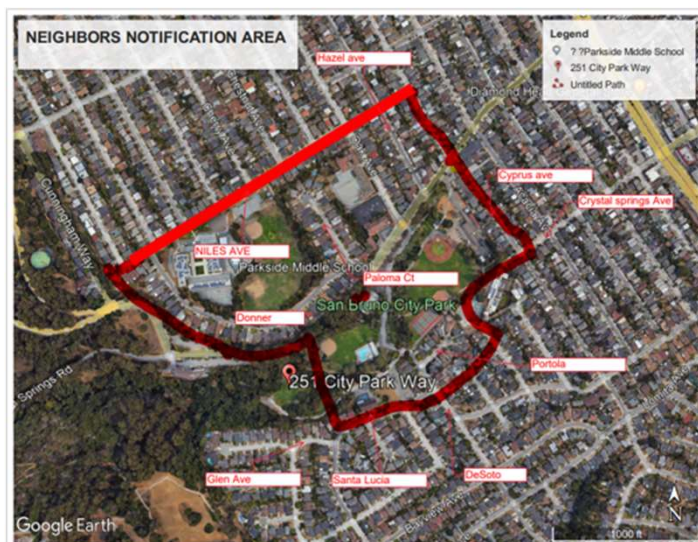 NEIGHBORS NOTIFICATION AREA
Legend
? ?Parkside Middle School
251 City Park Way
Untitled Path
Hazel ave
Diamond
Cyprus ave
Crystal springs Ave
Cunningham Way
NILES AVE
Parkside Middle School
Paloma Ct
San Bruno City Park
Donner
Portola
Springs Rd
251 City Park Way
Glen Ave
Santa Lucia
DeSoto
Google Earth
N
1000 ft